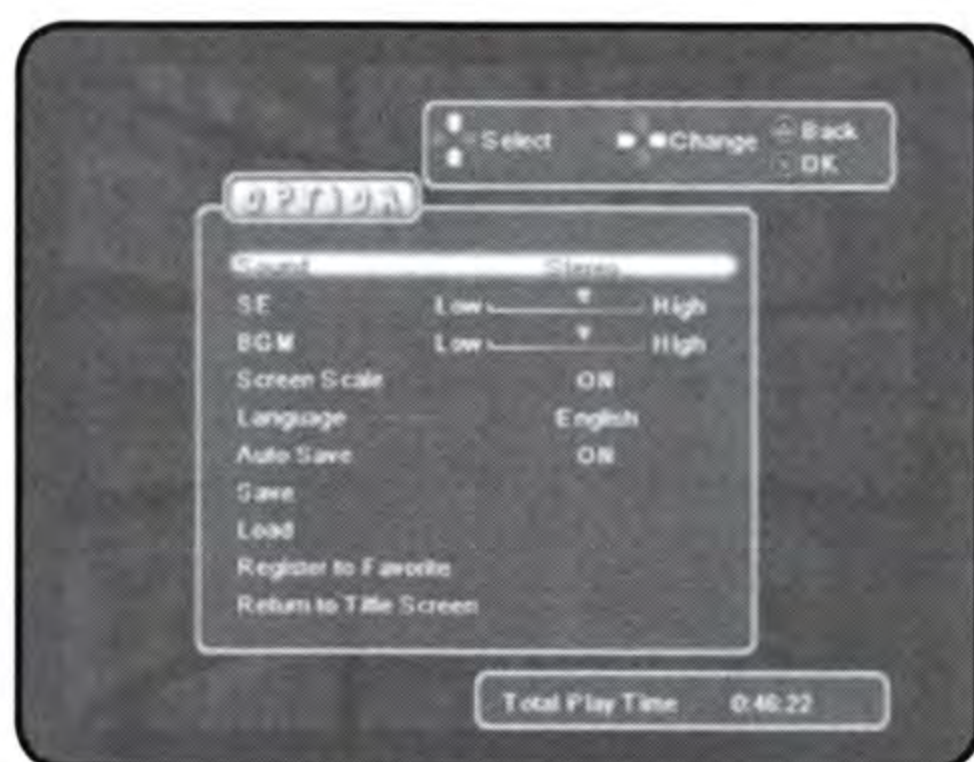 Select Change Back
OK
OPTION
Sound Stereo
SE Low High
BGM Low High
Screen Scale ON
Language English
Auto Save ON
Save
Load
Register to Favorite
Return to Title Screen
Total Play Time 0:46:22